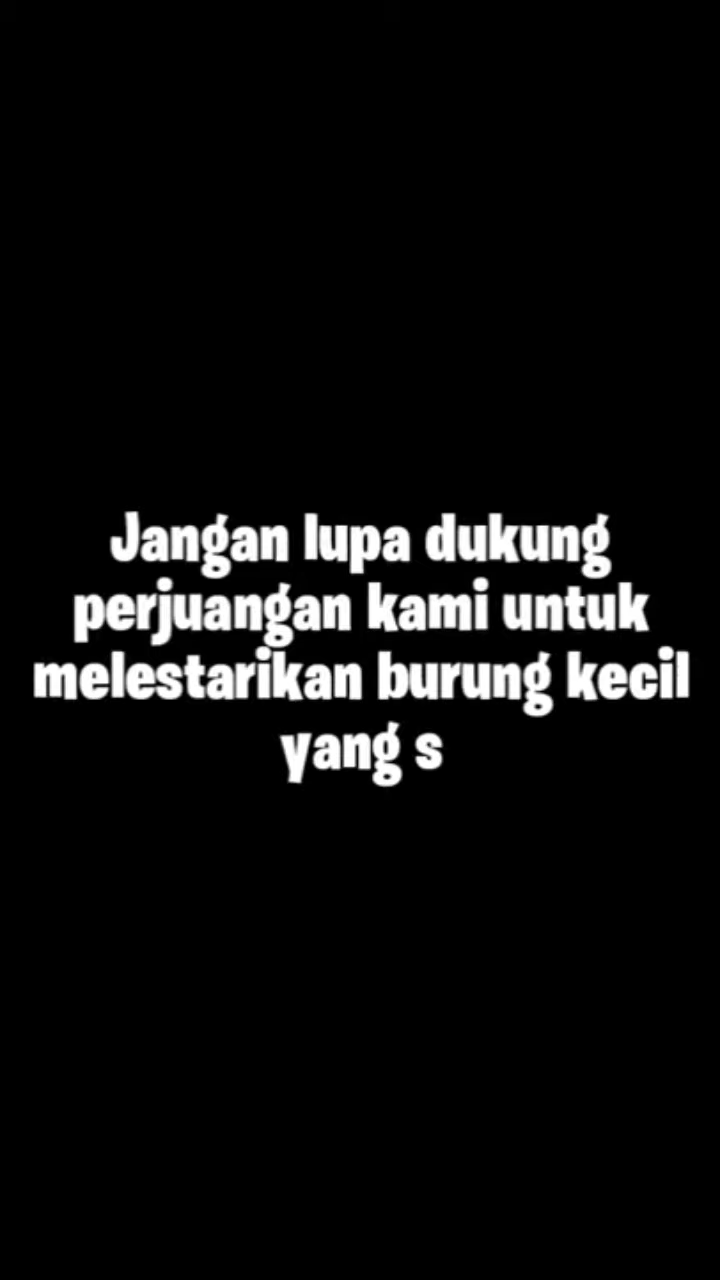 Jangan lupa dukung
perjuangan kami untuk
melestarikan burung kecil
yang s